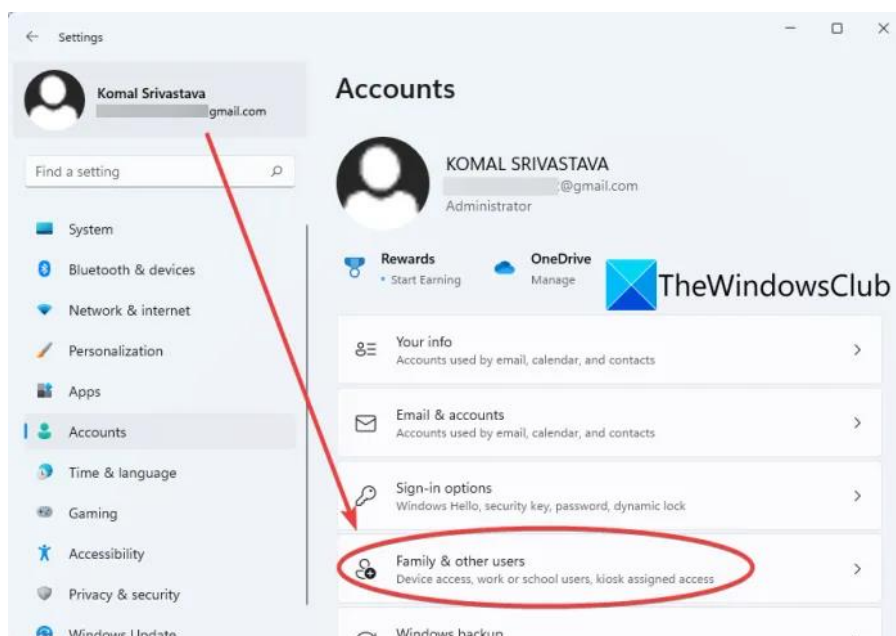 Settings
Komal Srivastava
gmail.com
Find a setting
System
Bluetooth & devices
Network & internet
Personalization
Apps
Accounts
Time & language
Gaming
Accessibility
Privacy & security
Windows Update
Accounts
KOMAL SRIVASTAVA
@gmail.com
Administrator
Rewards
• Start Earning
OneDrive
Manage
TheWindowsClub
Your info
Accounts used by email, calendar, and contacts
Email & accounts
Accounts used by email, calendar, and contacts
Sign-in options
Windows Hello, security key, password, dynamic lock
Family & other users
Device access, work or school users, kiosk assigned access
Windows backup